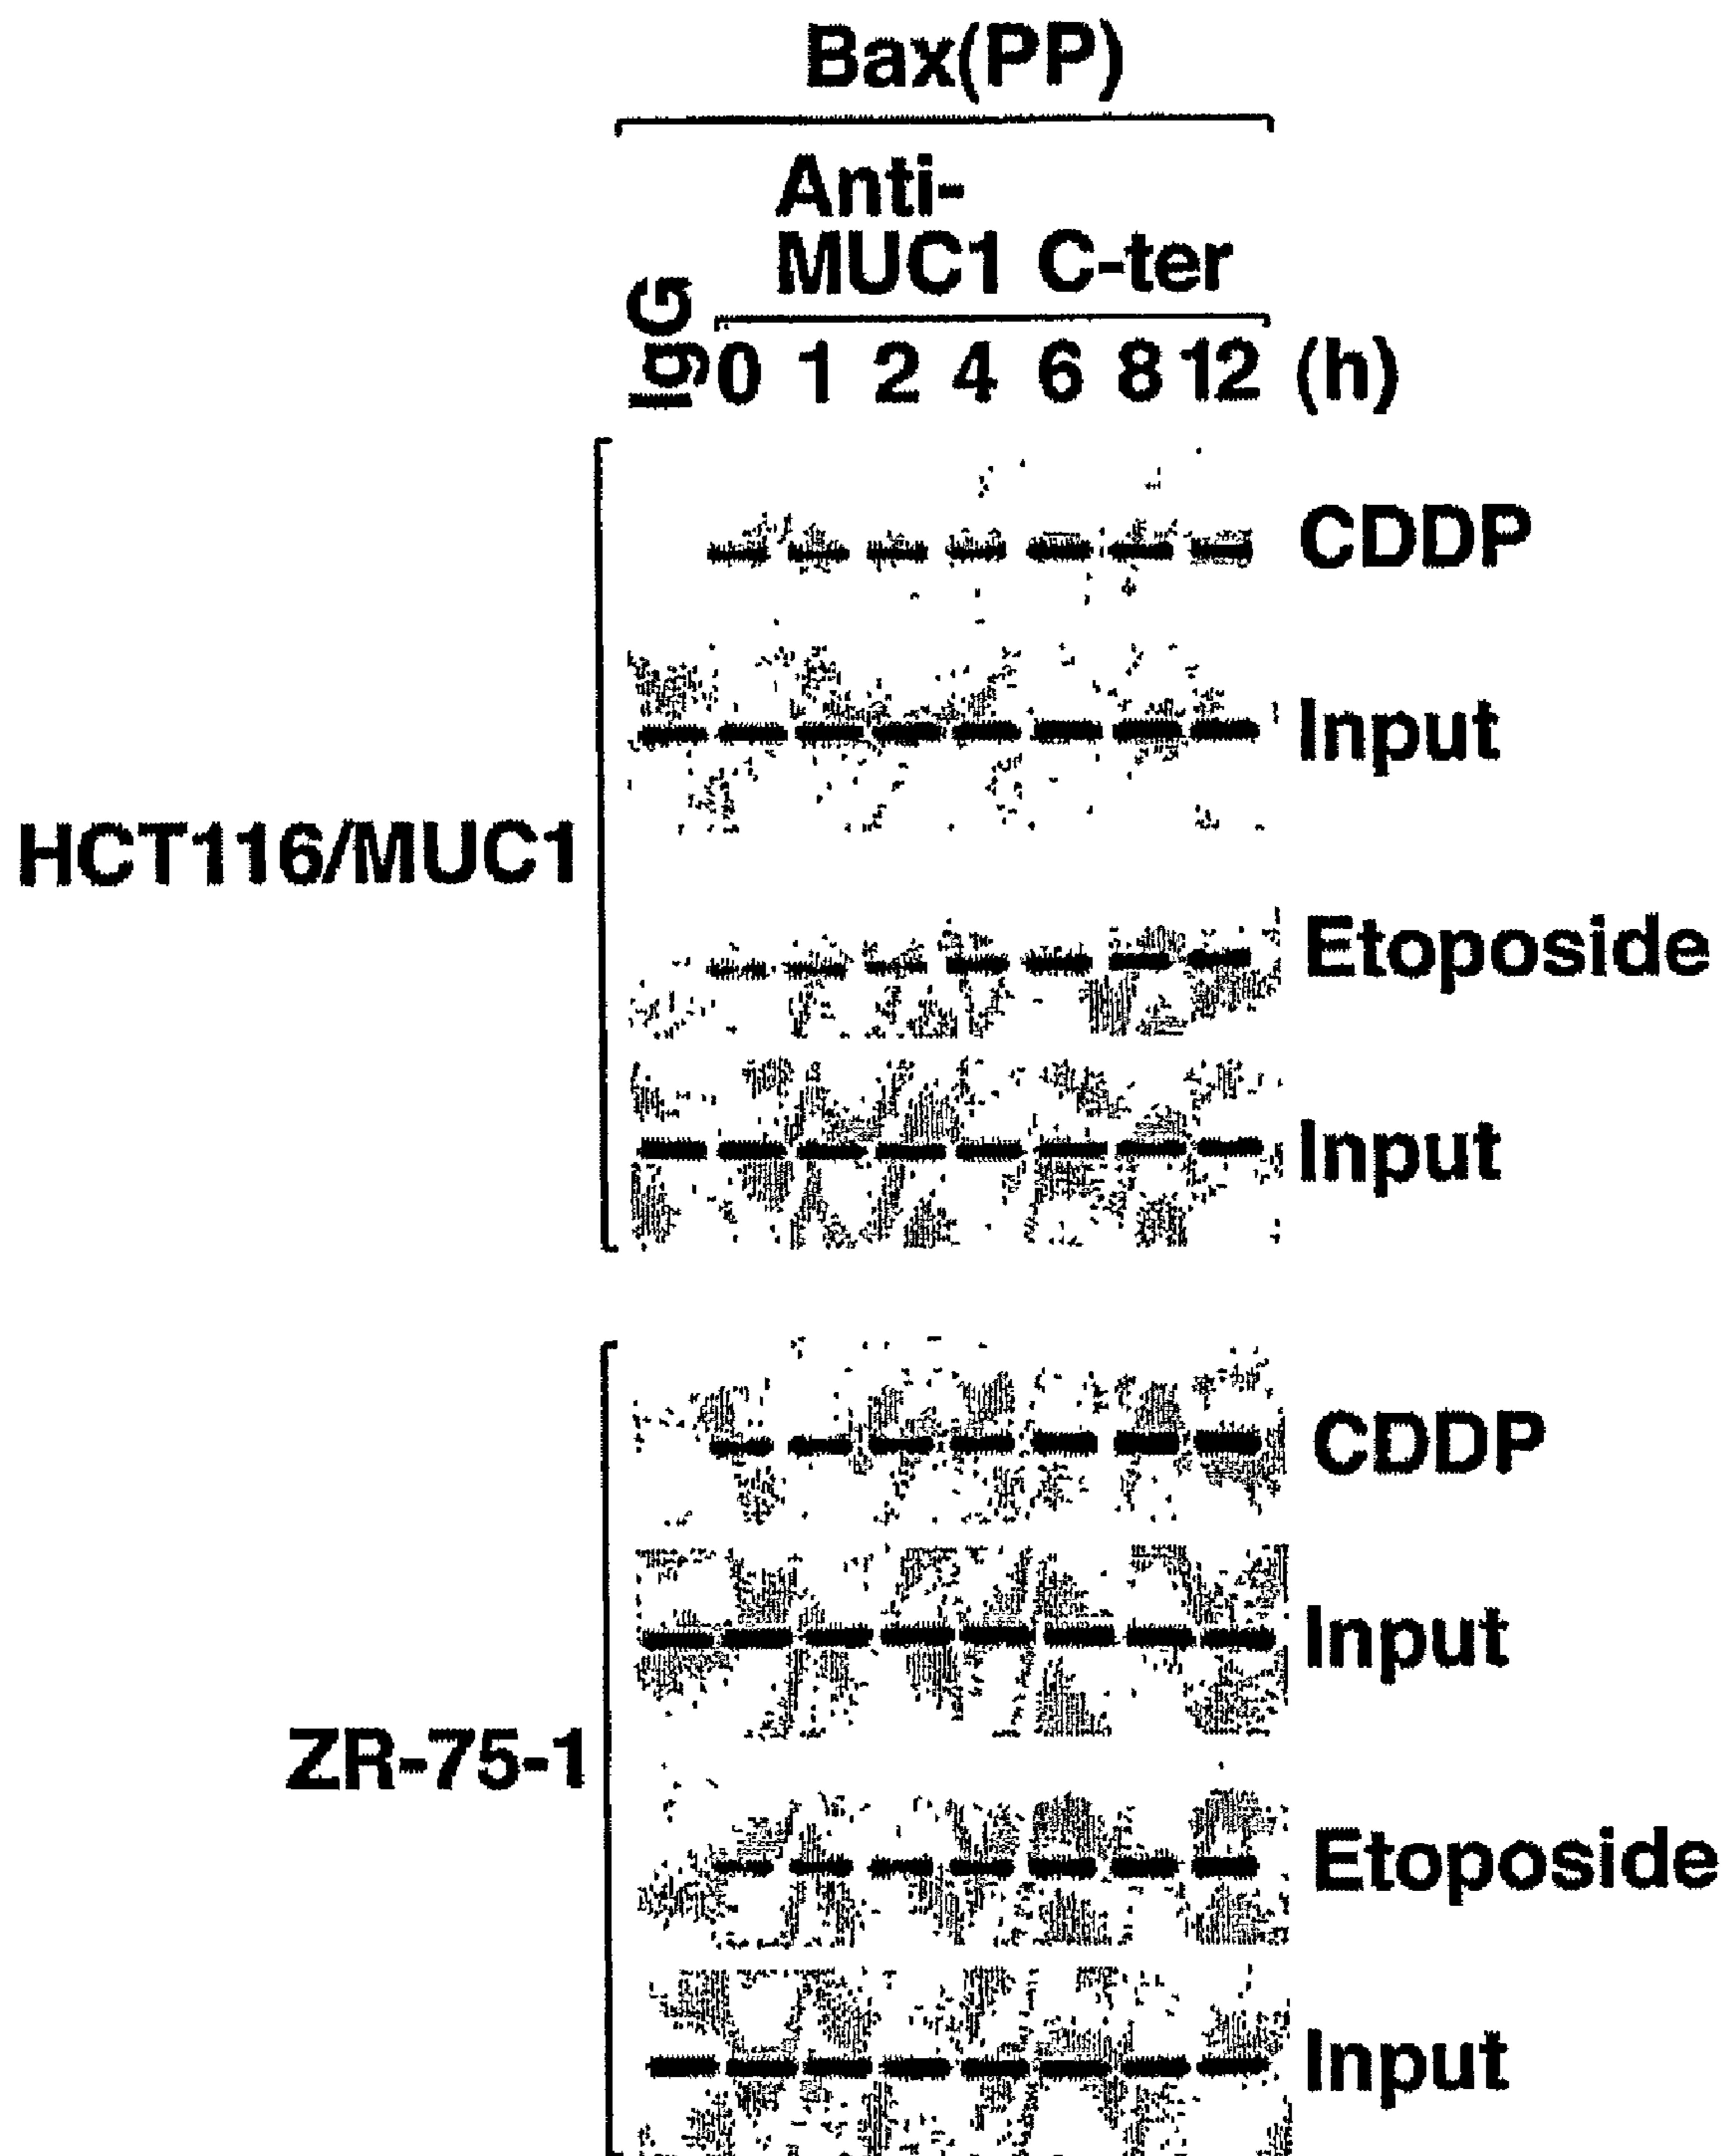 Bax(PP)
Anti-
MUC1 C-ter
IgG 0 1 2 4 6 8 12 (h)
CDDP
Input
HCT116/MUC1
Etoposide
Input
CDDP
Input
ZR-75-1
Etoposide
Input